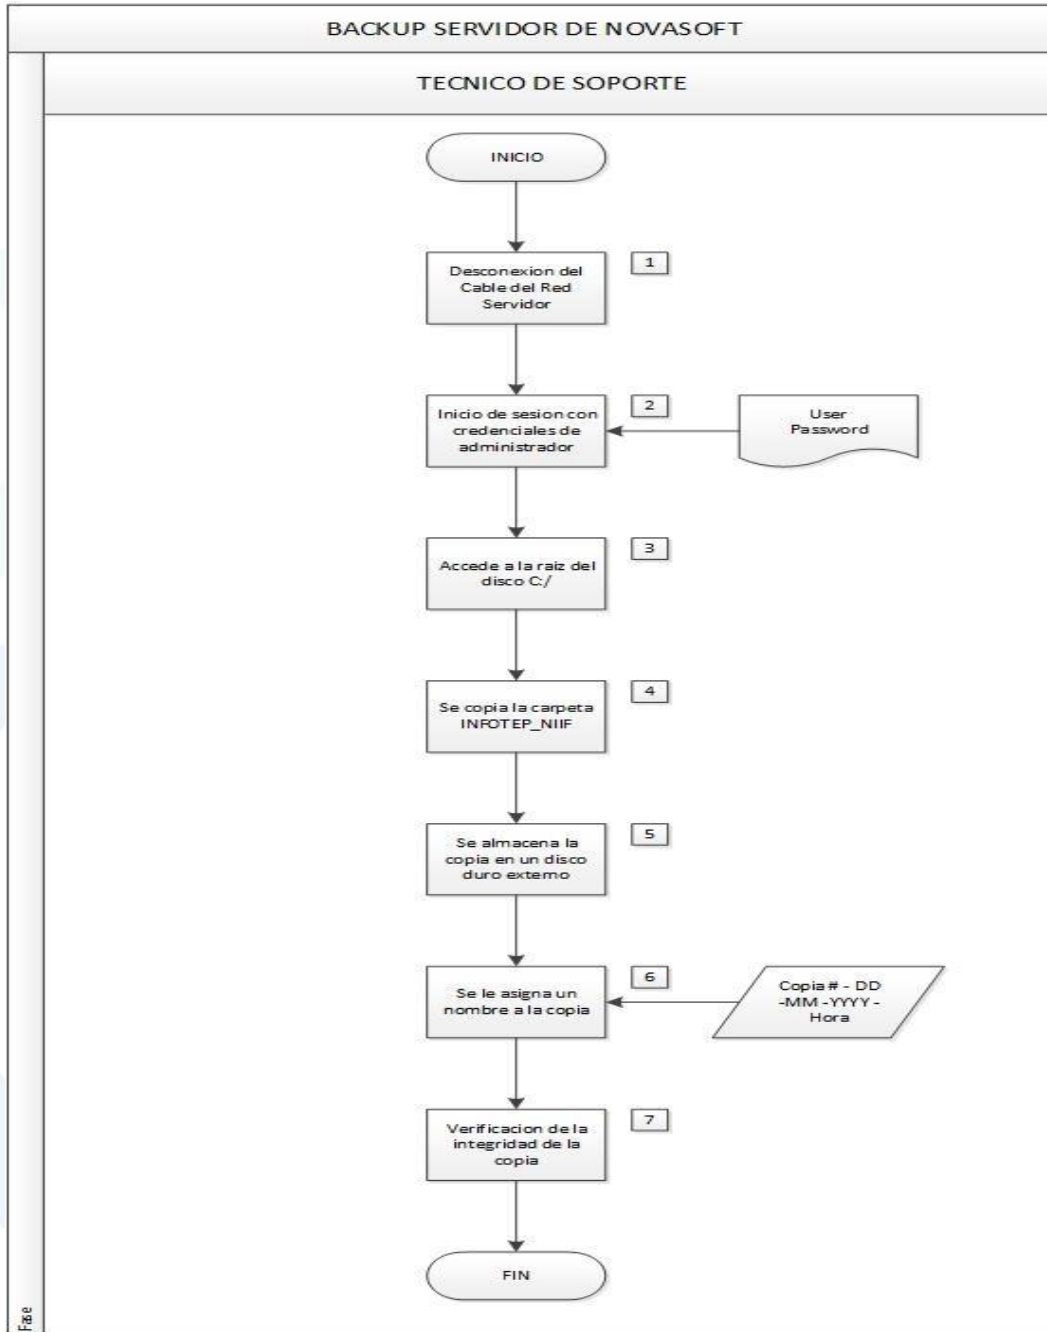 BACKUP SERVIDOR DE NOVASOFT
TECNICO DE SOPORTE
INICIO
1
Desconexion del
Cable del Red
Servidor
2
Inicio de sesion con
credenciales de
administrador
User
Password
3
Accede a la raiz del
disco C:/
4
Se copia la carpeta
INFOTEP_NIIF
5
Se almacena la
copia en un disco
duro externo
6
Se le asigna un
nombre a la copia
Copia # - DD
-MM -YYYY -
Hora
7
Verificacion de la
integridad de la
copia
FIN
Fase